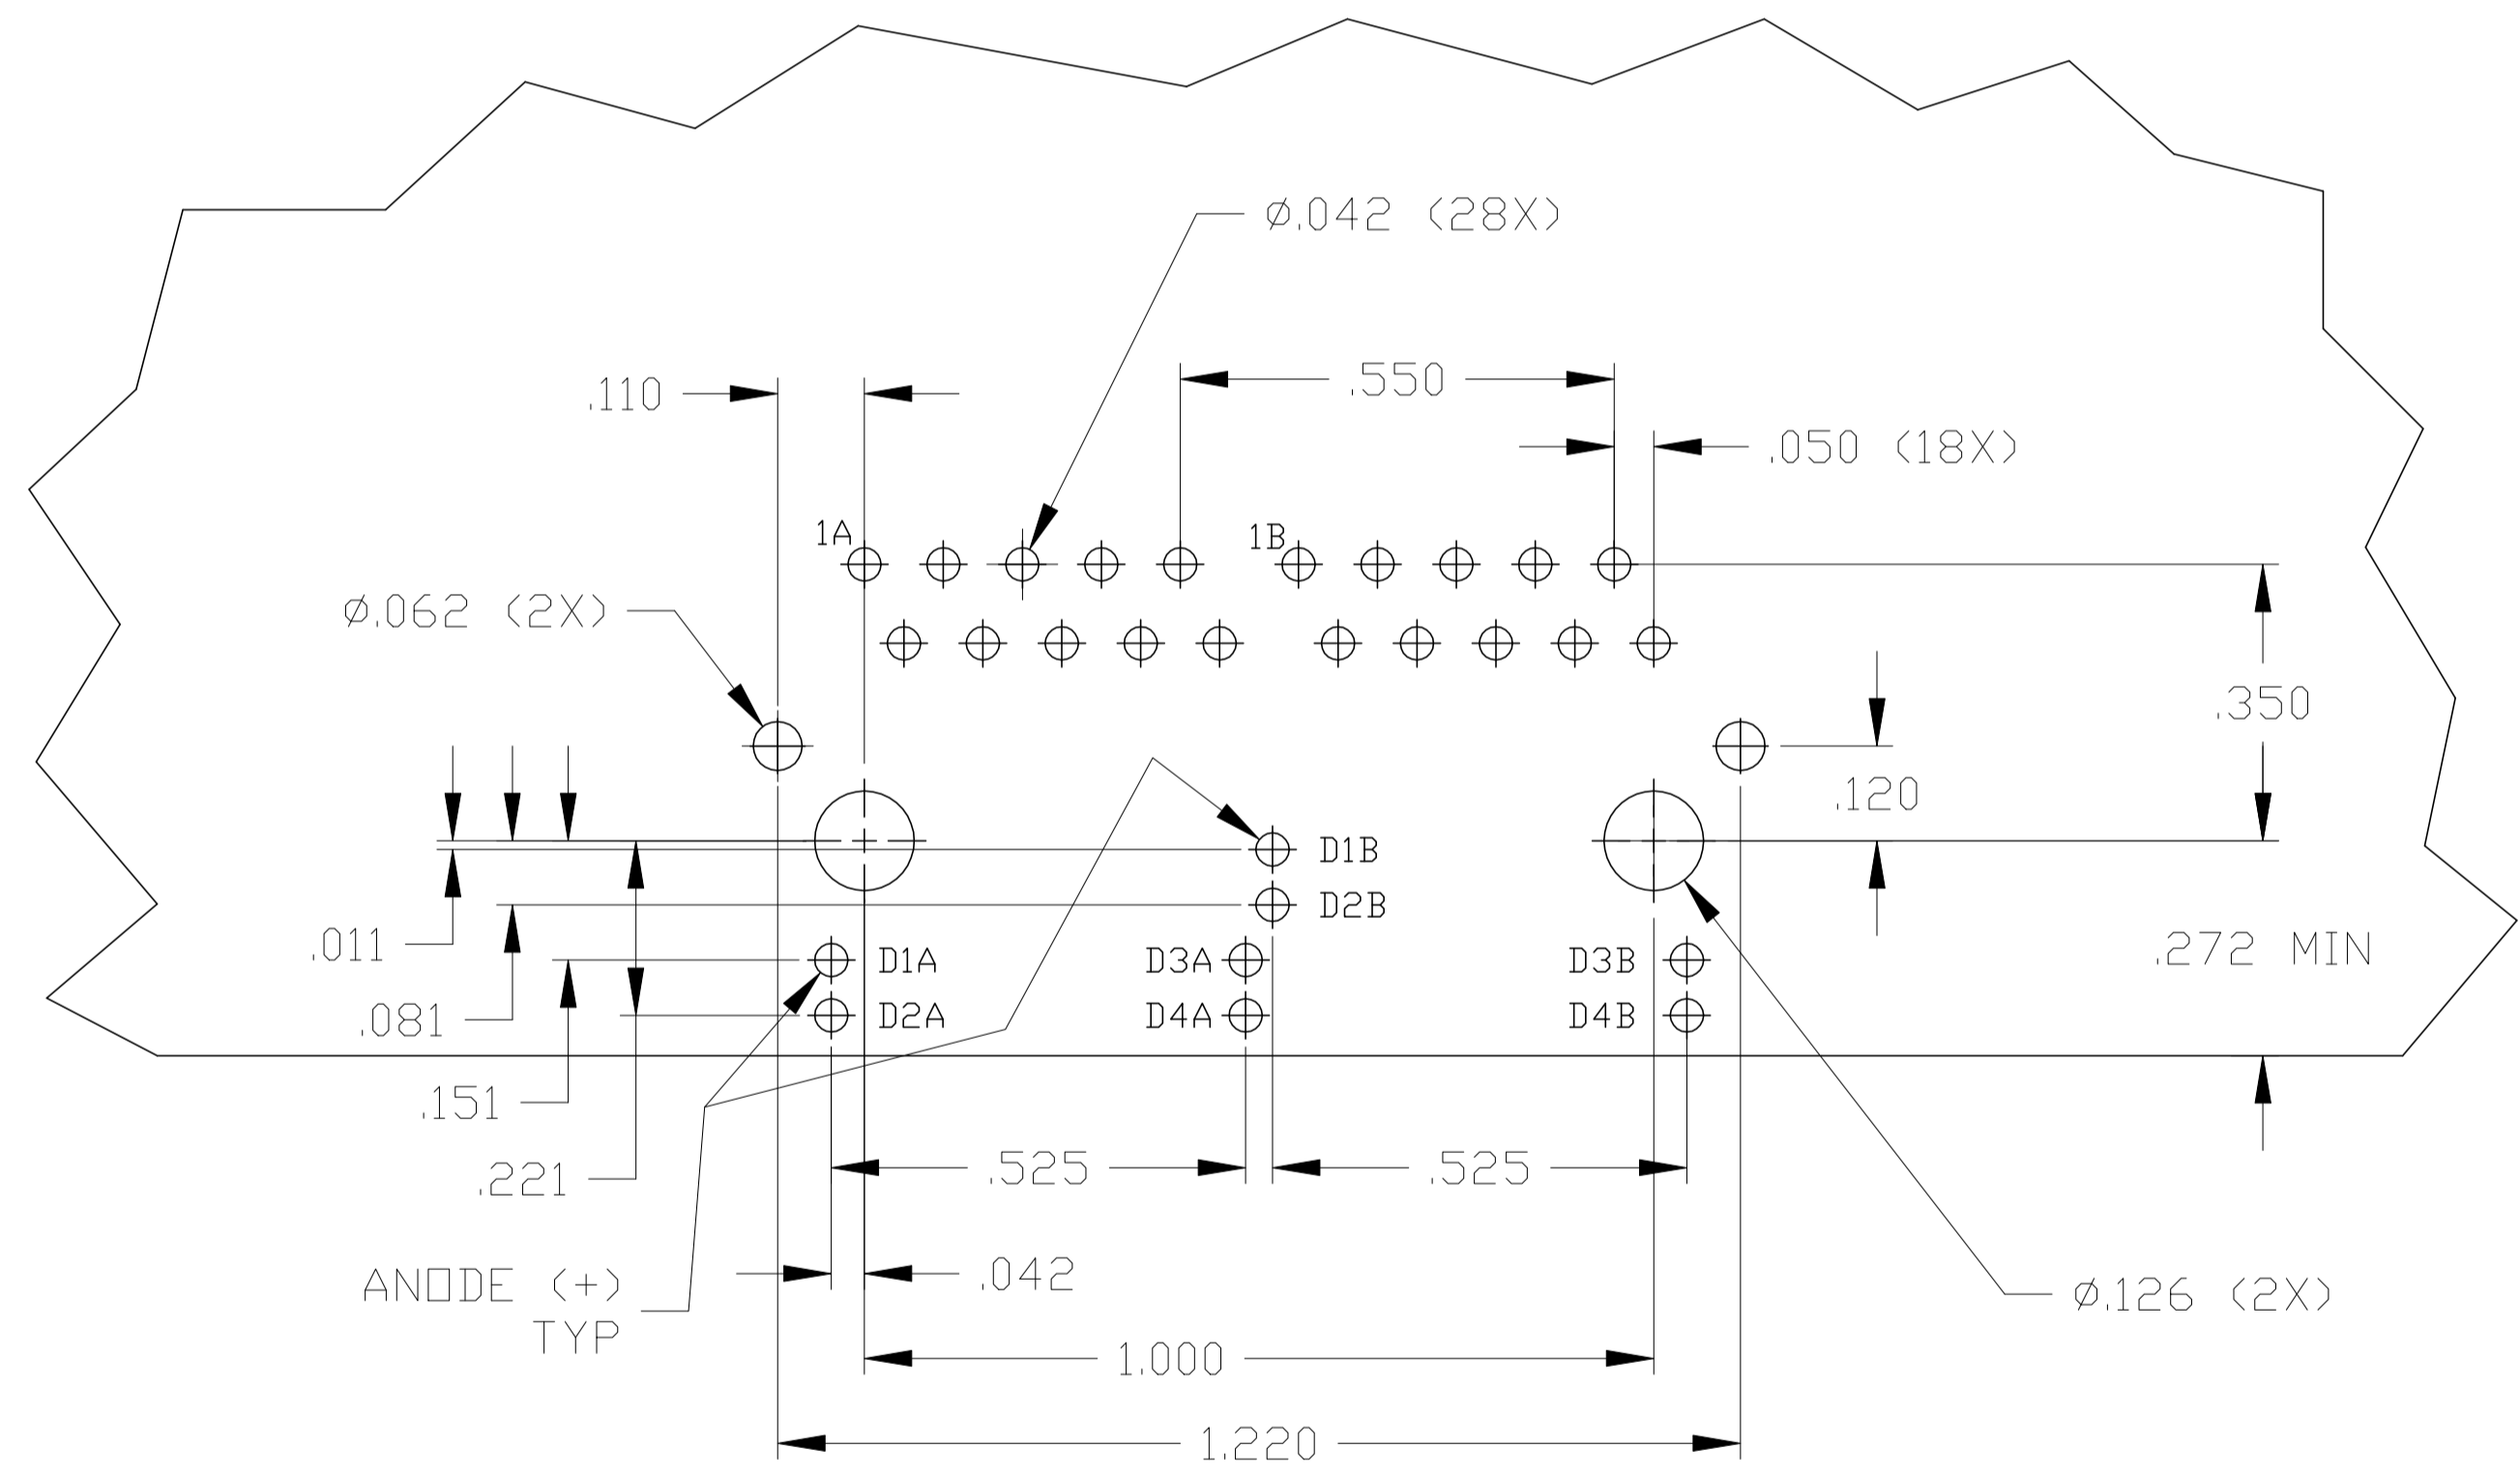 Ø.042 (28X)
.550
.110
.050 (18X)
1A
1B
Ø.062 (2X)
.350
.120
D1B
D2B
.011
.272 MIN
D1A
D3A
D3B
.081
D2A
D4A
D4B
.151
.525
.525
.221
.042
ANODE (+)
TYP
Ø.126 (2X)
1.000
1.220